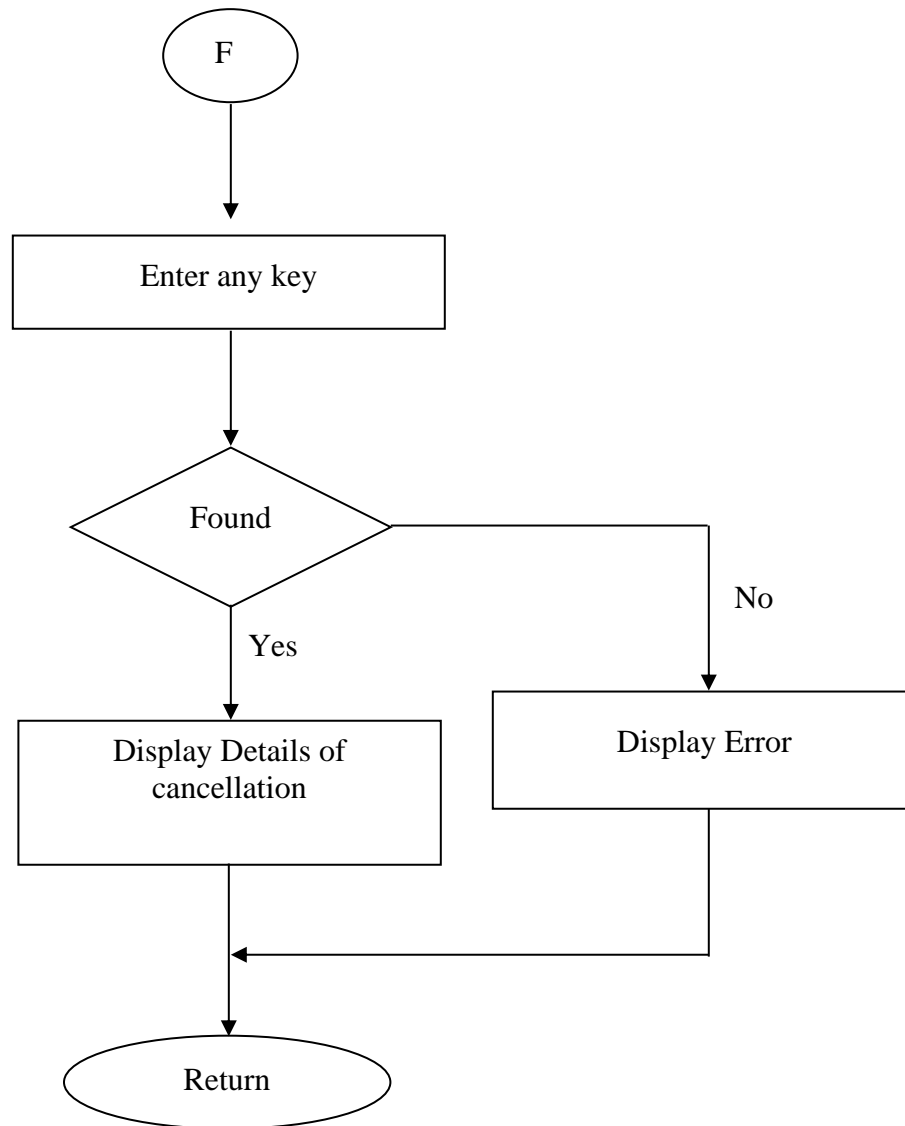 F
Enter any key
Found
No
Yes
Display Details of
cancellation
Display Error
Return